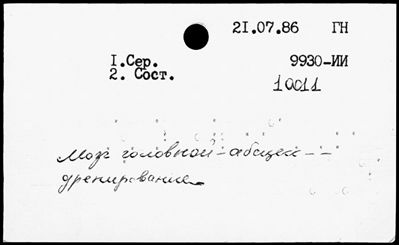 21.07.86 ГН
1.Сер. 9930-ИИ
2. Сост. 10011
Мозг головной - абсцесс - -
дренирование